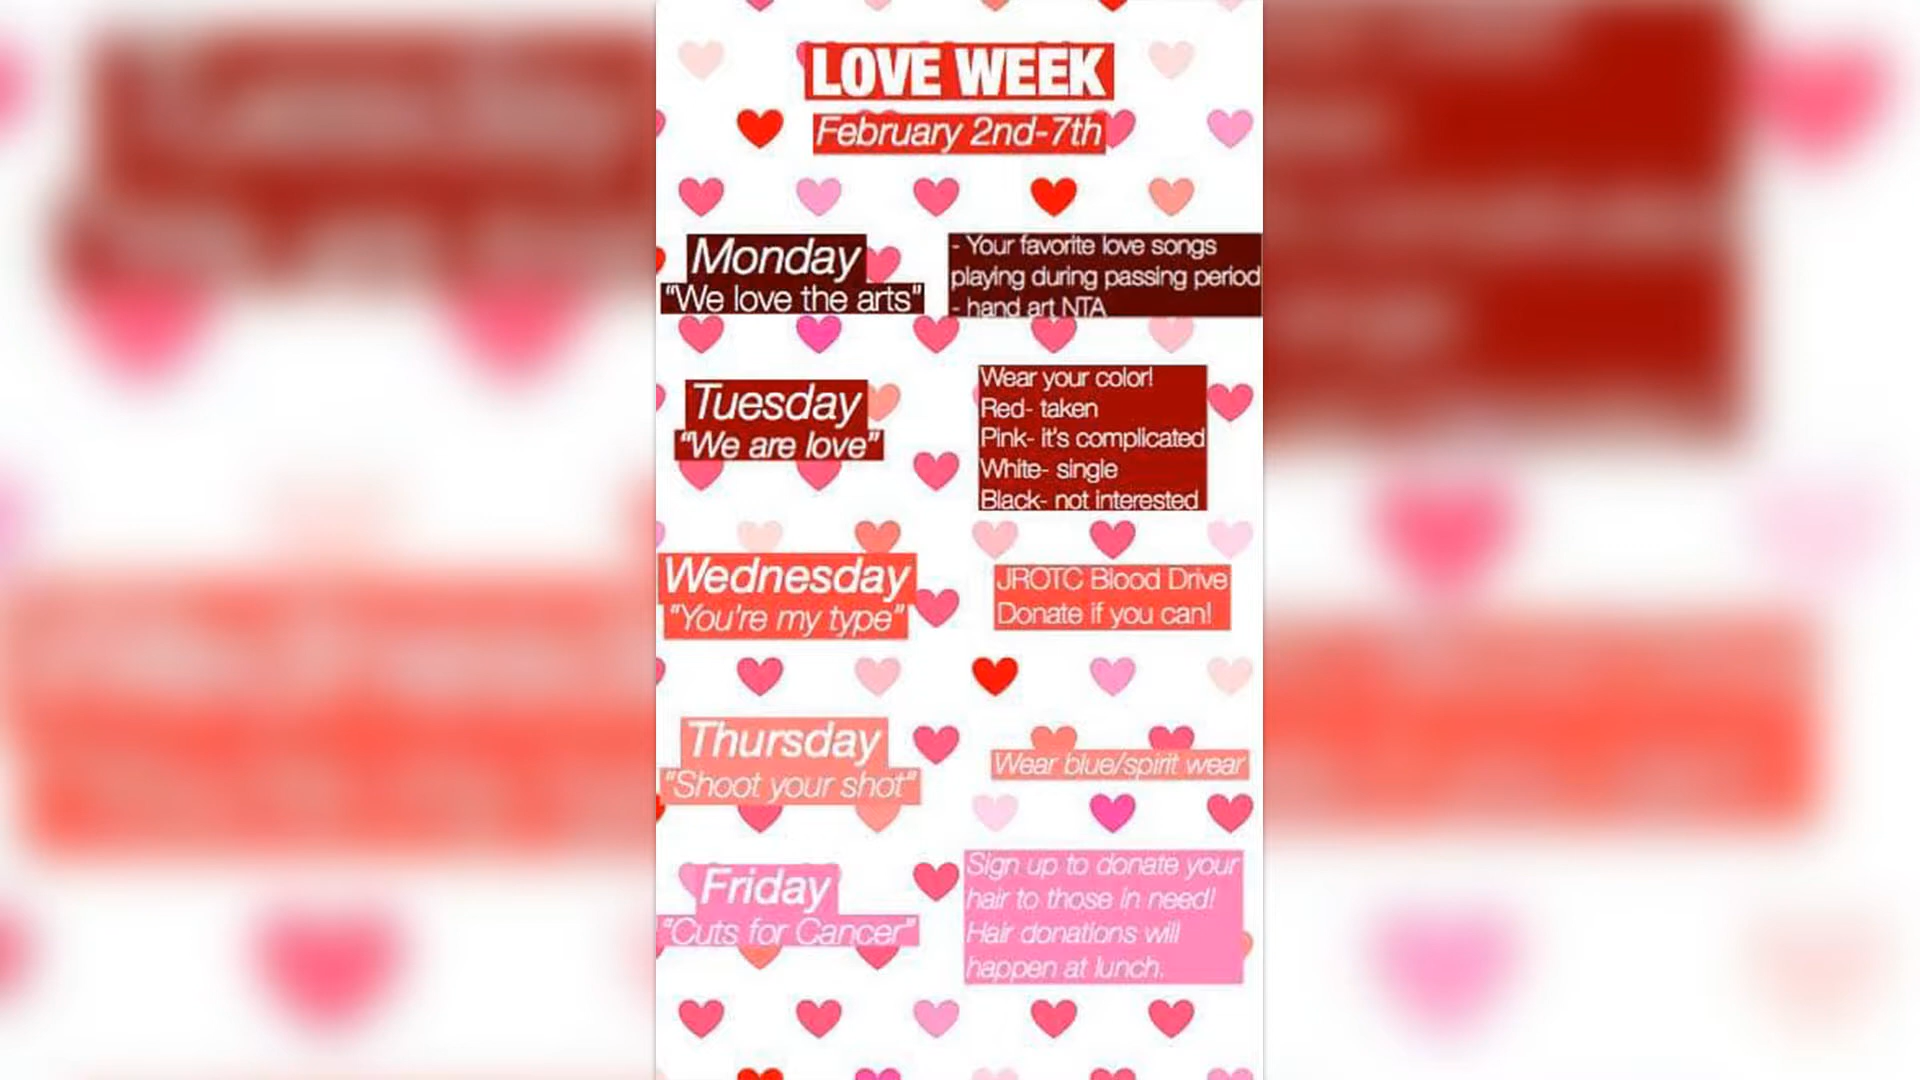 LOVE WEEK
February 2nd-7th
Monday
"We love the arts"
- Your favorite love songs
playing during passing period
- hand art NTA
Tuesday
"We are love"
Wear your color!
Red- taken
Pink- it's complicated
White- single
Black- not interested
Wednesday
"You're my type"
JROTC Blood Drive
Donate if you can!
Thursday
"Shoot your shot"
Wear blue/spirit wear
Friday
"Cuts for Cancer"
Sign up to donate your
hair to those in need!
Hair donations will
happen at lunch.